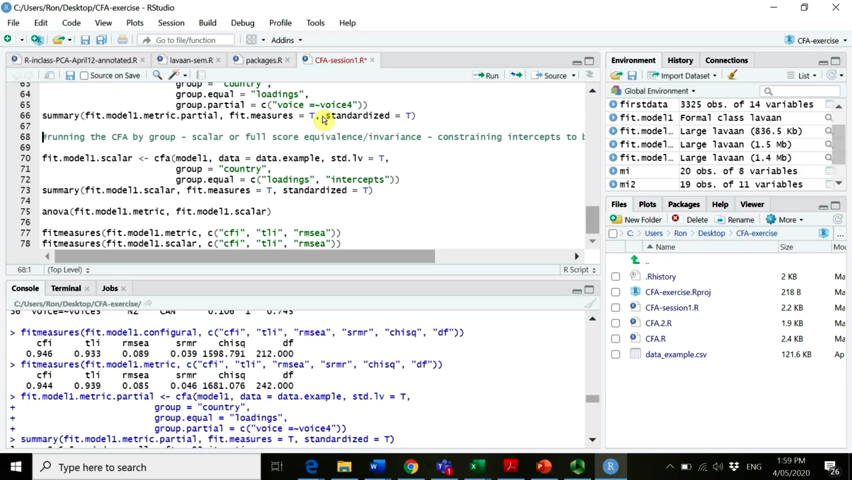 C:/Users/Ron/Desktop/CFA-exercise - RStudio
File Edit Code View Plots Session Build Debug Profile Tools Help
Go to file/function
Addins
CFA-exercise
R-inclass-PCA-April12-annotated.R
lavaan-sem.R
packages.R
CFA-session1.R*
Source on Save
Run
Source
group = "country",
64 group.equal = "loadings",
65 group.partial = c("voice =~voice4"))
66 summary(fit.model1.metric.partial, fit.measures = T, standardized = T)
67
68 #running the CFA by group - scalar or full score equivalence/invariance - constraining intercepts to b
69
70 fit.model1.scalar <- cfa(model1, data = data.example, std.lv = T,
71 group = "country",
72 group.equal = c("loadings", "intercepts"))
73 summary(fit.model1.scalar, fit.measures = T, standardized = T)
74
75 anova(fit.model1.metric, fit.model1.scalar)
76
77 fitmeasures(fit.model1.metric, c("cfi", "tli", "rmsea"))
78 fitmeasures(fit.model1.scalar, c("cfi", "tli", "rmsea"))
68:1 (Top Level) R Script
Console Terminal Jobs
C:/Users/Ron/Desktop/CFA-exercise/
> fitmeasures(fit.model1.configural, c("cfi", "tli", "rmsea", "srmr", "chisq", "df"))
cfi tli rmsea srmr chisq df
0.946 0.933 0.089 0.039 1598.791 212.000
> fitmeasures(fit.model1.metric, c("cfi", "tli", "rmsea", "srmr", "chisq", "df"))
cfi tli rmsea srmr chisq df
0.944 0.939 0.085 0.046 1681.076 242.000
> fit.model1.metric.partial <- cfa(model1, data = data.example, std.lv = T,
+ group = "country",
+ group.equal = "loadings",
+ group.partial = c("voice =~voice4"))
> summary(fit.model1.metric.partial, fit.measures = T, standardized = T)
Environment History Connections
Import Dataset
List
Global Environment
firstdata 3325 obs. of 14 variables
fit.model1 Formal class lavaan
fit.mode… Large lavaan (836.5 Kb)
fit.mode… Large lavaan (1.5 Mb)
fit.mode… Large lavaan (1.4 Mb)
mi 20 obs. of 8 variables
mi2 19 obs. of 11 variables
Files Plots Packages Help Viewer
New Folder Delete Rename More
C: Users Ron Desktop CFA-exercise
Name Size Mo
..
.Rhistory 2 KB Ma
CFA-exercise.Rproj 218 B Ma
CFA-session1.R 2.2 KB Ma
CFA.2.R 1.9 KB Ma
CFA.R 2.4 KB Ma
data_example.csv 121.6 KB Ap
Type here to search
ENG
1:59 PM
4/05/2020
26